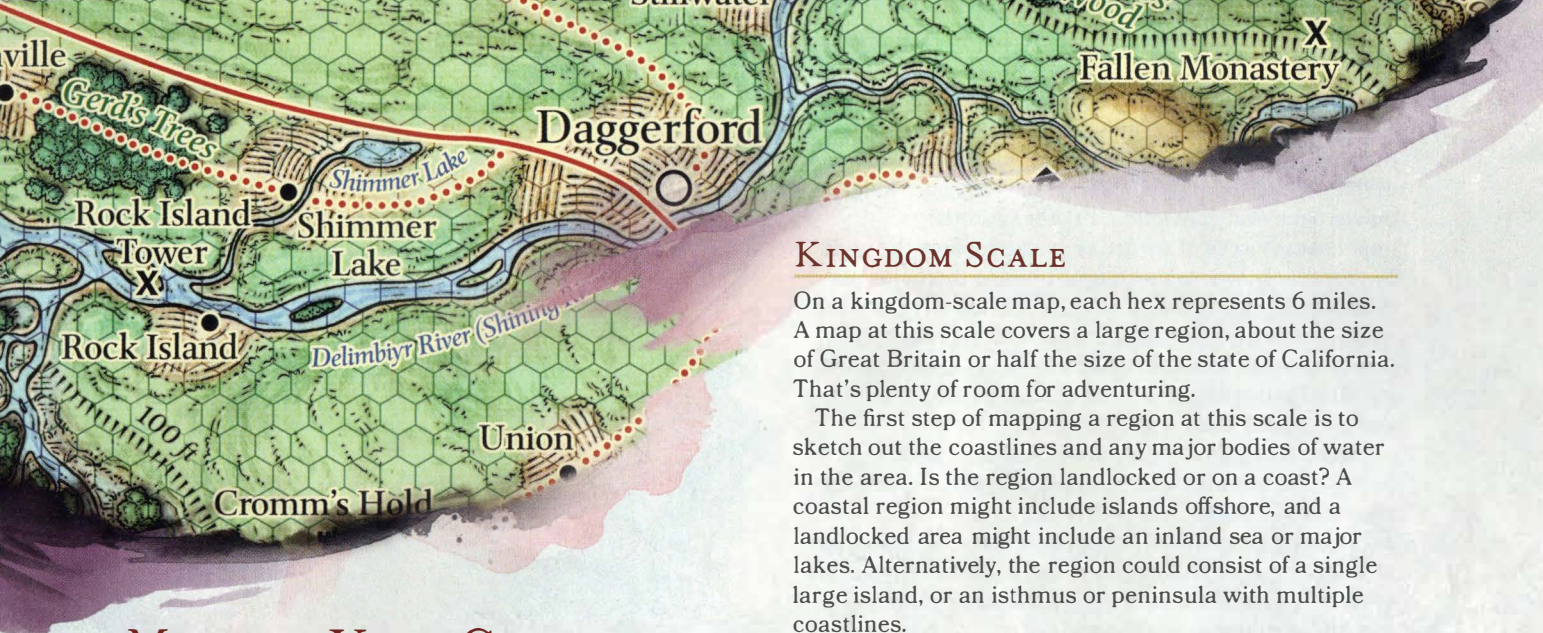 wood
X
Fallen Monastery
ville
Gerd's Trees
Daggerford
Shimmer Lake
Rock Island
Tower
X
Shimmer
Lake
Rock Island
Delimbiyr River (Shining
100 ft
Union
Cromm's Hold
KINGDOM SCALE
On a kingdom-scale map, each hex represents 6 miles.
A map at this scale covers a large region, about the size
of Great Britain or half the size of the state of California.
That's plenty of room for adventuring.
The first step of mapping a region at this scale is to
sketch out the coastlines and any major bodies of water
in the area. Is the region landlocked or on a coast? A
coastal region might include islands offshore, and a
landlocked area might include an inland sea or major
lakes. Alternatively, the region could consist of a single
large island, or an isthmus or peninsula with multiple
coastlines.